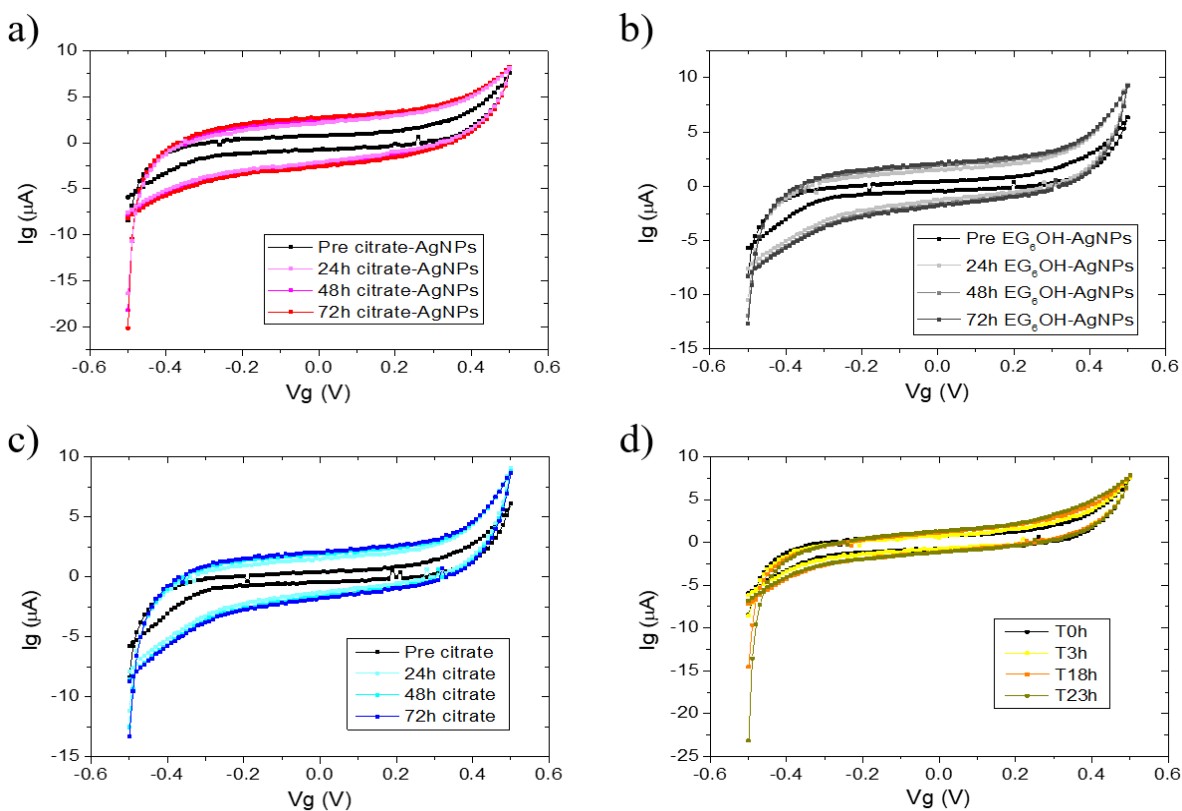 a)
10
5
0
-5
-10
-15
-20
Ig (μA)
-0.6 -0.4 -0.2 0.0 0.2 0.4 0.6
Vg (V)
Pre citrate-AgNPs
24h citrate-AgNPs
48h citrate-AgNPs
72h citrate-AgNPs
b)
10
5
0
-5
-10
-15
Ig (μA)
-0.6 -0.4 -0.2 0.0 0.2 0.4 0.6
Vg (V)
Pre EG₆OH-AgNPs
24h EG₆OH-AgNPs
48h EG₆OH-AgNPs
72h EG₆OH-AgNPs
c)
10
5
0
-5
-10
-15
Ig (μA)
-0.6 -0.4 -0.2 0.0 0.2 0.4 0.6
Vg (V)
Pre citrate
24h citrate
48h citrate
72h citrate
d)
10
5
0
-5
-10
-15
-20
-25
Ig (μA)
-0.6 -0.4 -0.2 0.0 0.2 0.4 0.6
Vg (V)
T0h
T3h
T18h
T23h